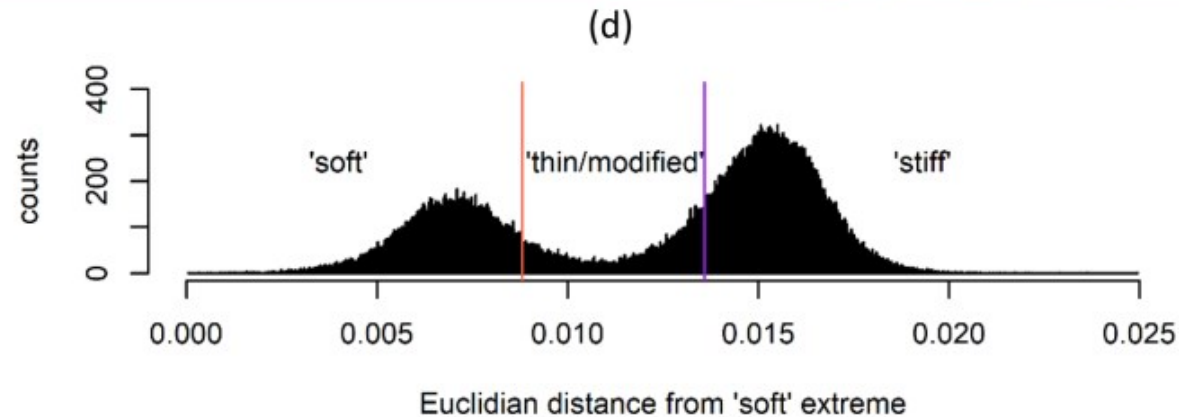 (d)
400
'soft' 'thin/modified' 'stiff'
counts
200
0
0.000 0.005 0.010 0.015 0.020 0.025
Euclidian distance from 'soft' extreme